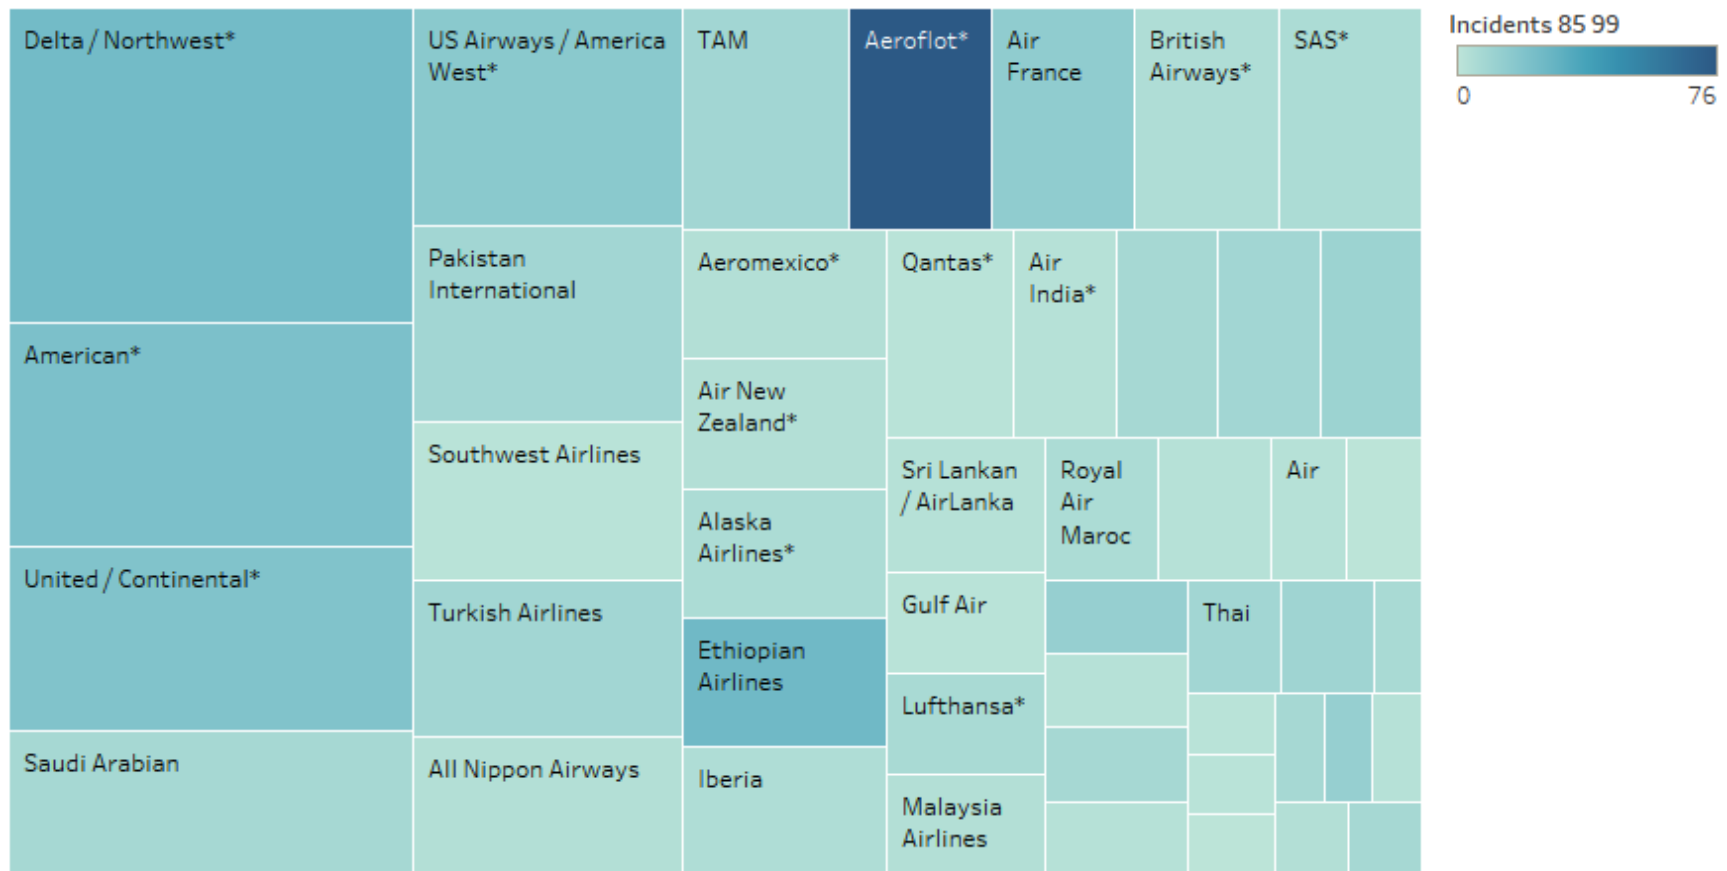 Delta / Northwest*
US Airways / America
West*
TAM
Aeroflot*
Air
France
British
Airways*
SAS*
Incidents 85 99
0
76
Pakistan
International
Aeromexico*
Qantas*
Air
India*
American*
Air New
Zealand*
Southwest Airlines
Sri Lankan
/ AirLanka
Royal
Air
Maroc
Air
Alaska
Airlines*
United / Continental*
Gulf Air
Turkish Airlines
Thai
Ethiopian
Airlines
Lufthansa*
Saudi Arabian
All Nippon Airways
Iberia
Malaysia
Airlines